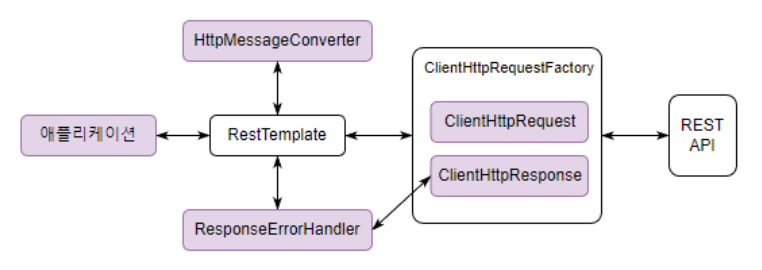 HttpMessageConverter
ClientHttpRequestFactory
애플리케이션
RestTemplate
ClientHttpRequest
REST
API
ClientHttpResponse
ResponseErrorHandler